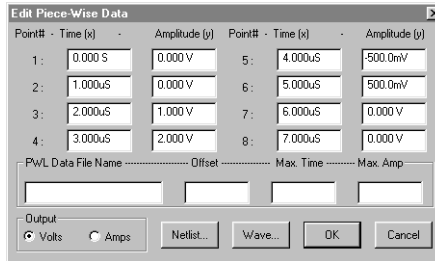 Edit Piece-Wise Data
Point# - Time (x) - Amplitude (y) Point# - Time (x) - Amplitude (y)
1: 0.000 S 0.000 V 5: 4.000uS -500.0mV
2: 1.000uS 0.000 V 6: 5.000uS 500.0mV
3: 2.000uS 1.000 V 7: 6.000uS 0.000 V
4: 3.000uS 2.000 V 8: 7.000uS 0.000 V
PWL Data File Name ----------- Offset ----------- Max. Time -------- Max. Amp
Output
Volts Amps Netlist... Wave... OK Cancel